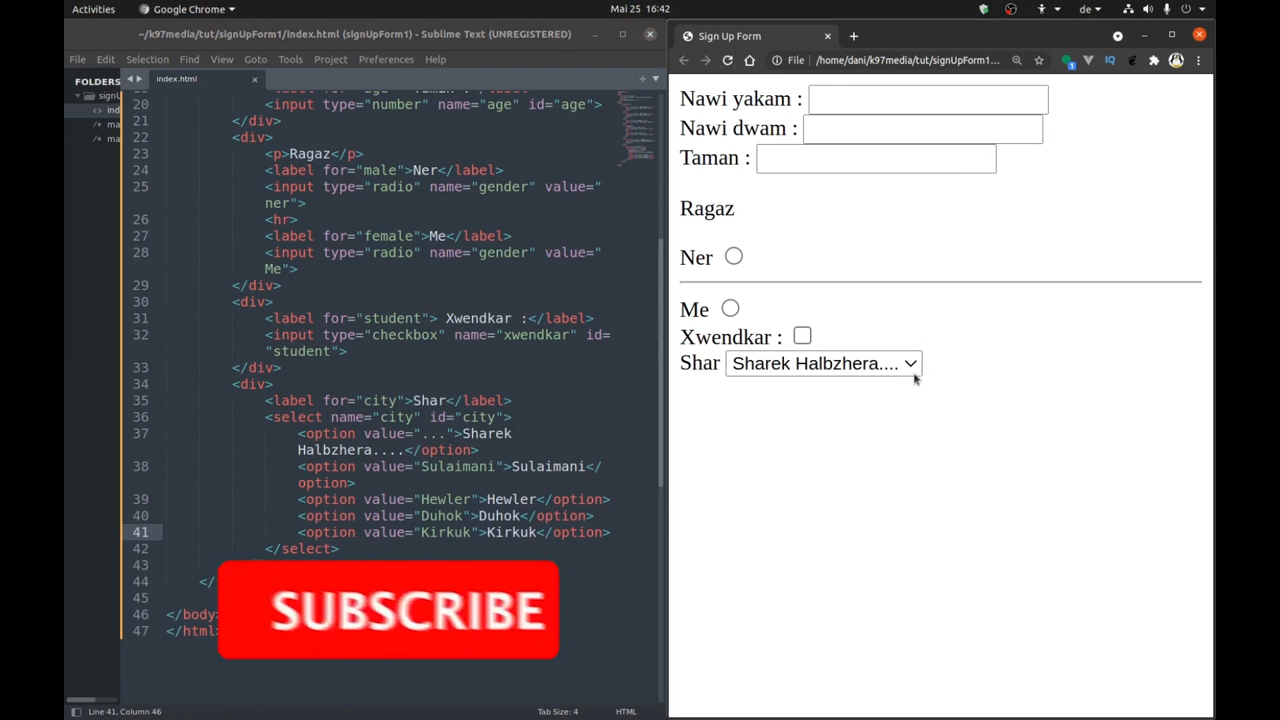 Activities
Google Chrome
Mai 25 16:42
de
~/k97media/tut/signUpForm1/index.html (signUpForm1) - Sublime Text (UNREGISTERED)
File Edit Selection Find View Goto Tools Project Preferences Help
FOLDERS
signU
ind
ma
ma
index.html
20 <input type="number" name="age" id="age">
21 </div>
22 <div>
23 <p>Ragaz</p>
24 <label for="male">Ner</label>
25 <input type="radio" name="gender" value="
ner">
26 <hr>
27 <label for="female">Me</label>
28 <input type="radio" name="gender" value="
Me">
29 </div>
30 <div>
31 <label for="student"> Xwendkar :</label>
32 <input type="checkbox" name="xwendkar" id=
"student">
33 </div>
34 <div>
35 <label for="city">Shar</label>
36 <select name="city" id="city">
37 <option value="...">Sharek
Halbzhera....</option>
38 <option value="Sulaimani">Sulaimani</
option>
39 <option value="Hewler">Hewler</option>
40 <option value="Duhok">Duhok</option>
41 <option value="Kirkuk">Kirkuk</option>
42 </select>
43
44 </
45
46 </body
47 </html
SUBSCRIBE
Line 41, Column 46
Tab Size: 4
HTML
Sign Up Form
File /home/dani/k97media/tut/signUpForm1...
Nawi yakam :
Nawi dwam :
Taman :
Ragaz
Ner
Me
Xwendkar :
Shar Sharek Halbzhera....